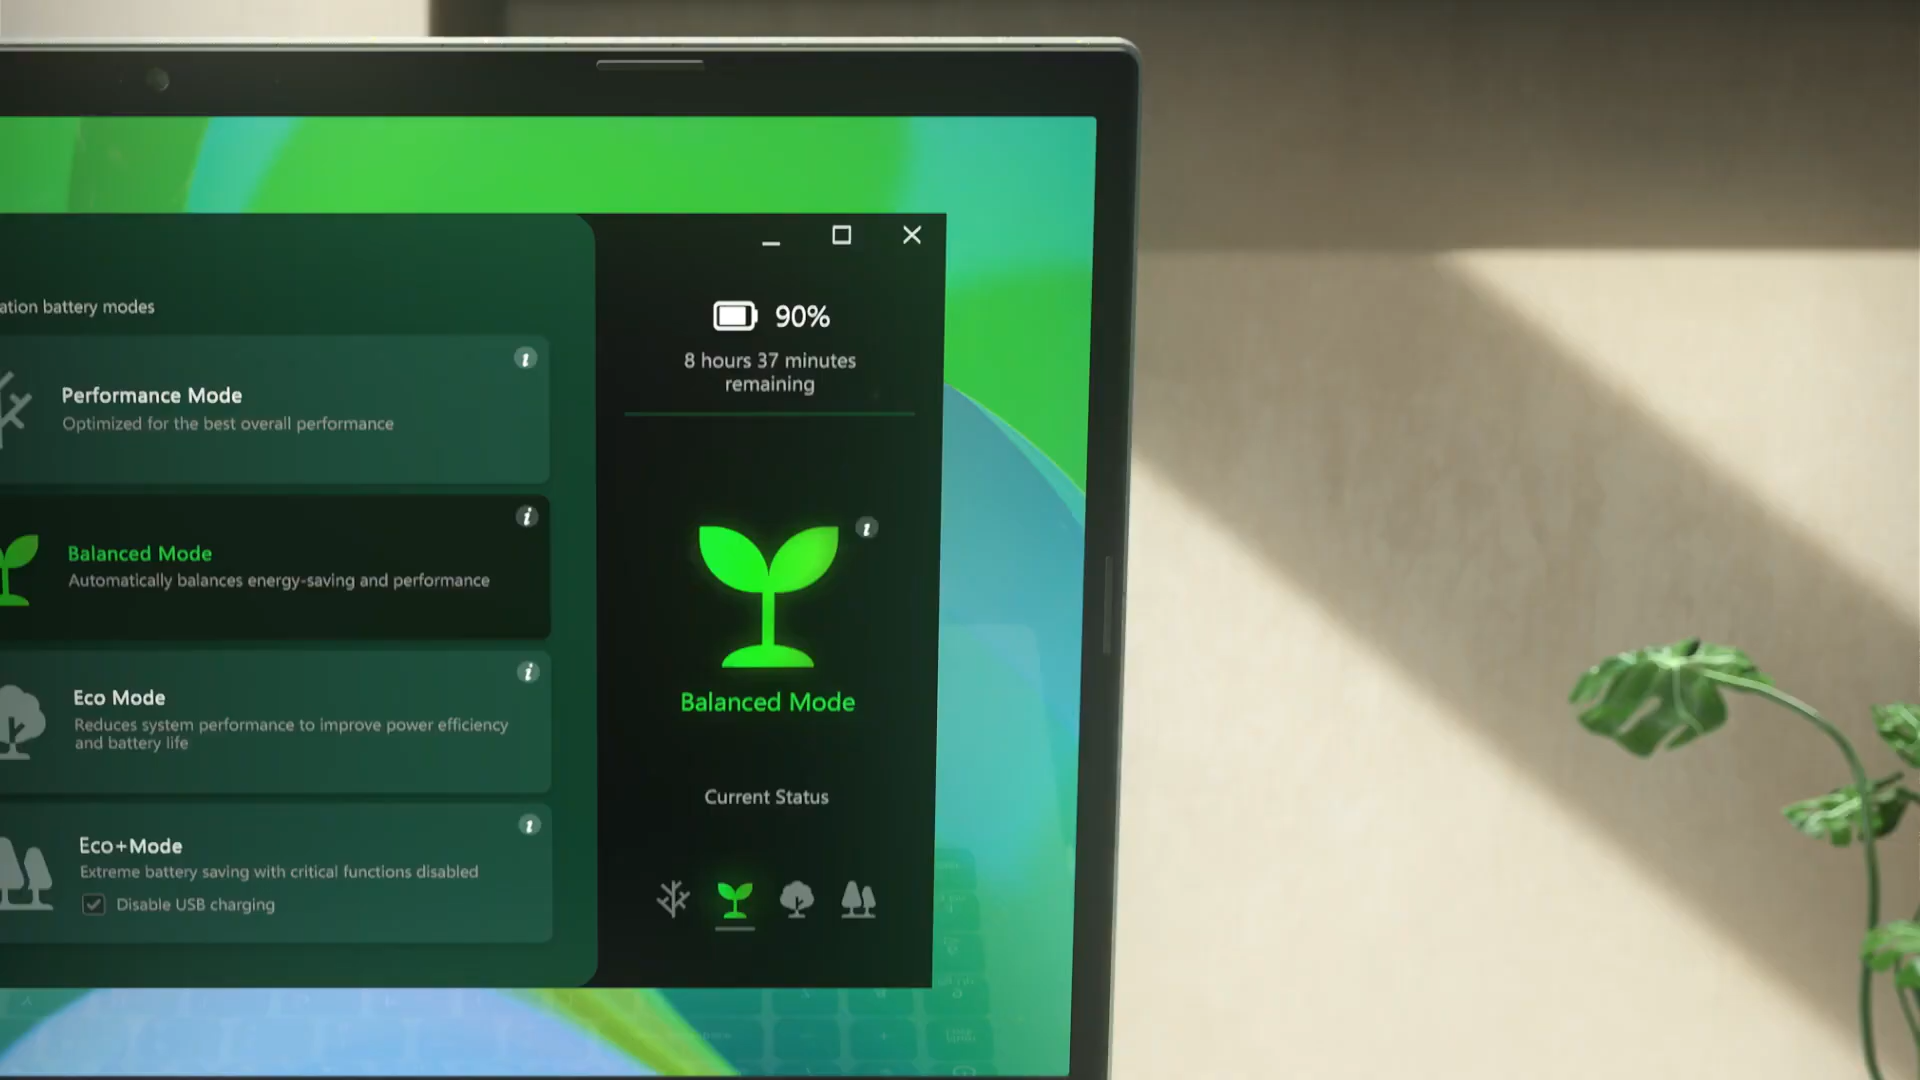 ation battery modes
Performance Mode
Optimized for the best overall performance
Balanced Mode
Automatically balances energy-saving and performance
Eco Mode
Reduces system performance to improve power efficiency
and battery life
Eco+Mode
Extreme battery saving with critical functions disabled
Disable USB charging
90%
8 hours 37 minutes
remaining
Balanced Mode
Current Status